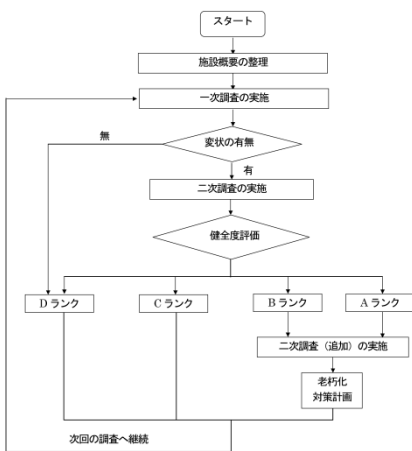 スタート
施設概要の整理
一次調査の実施
無
変状の有無
有
二次調査の実施
健全度評価
D ランク
C ランク
B ランク
A ランク
二次調査（追加）の実施
老朽化
対策計画
次回の調査へ継続